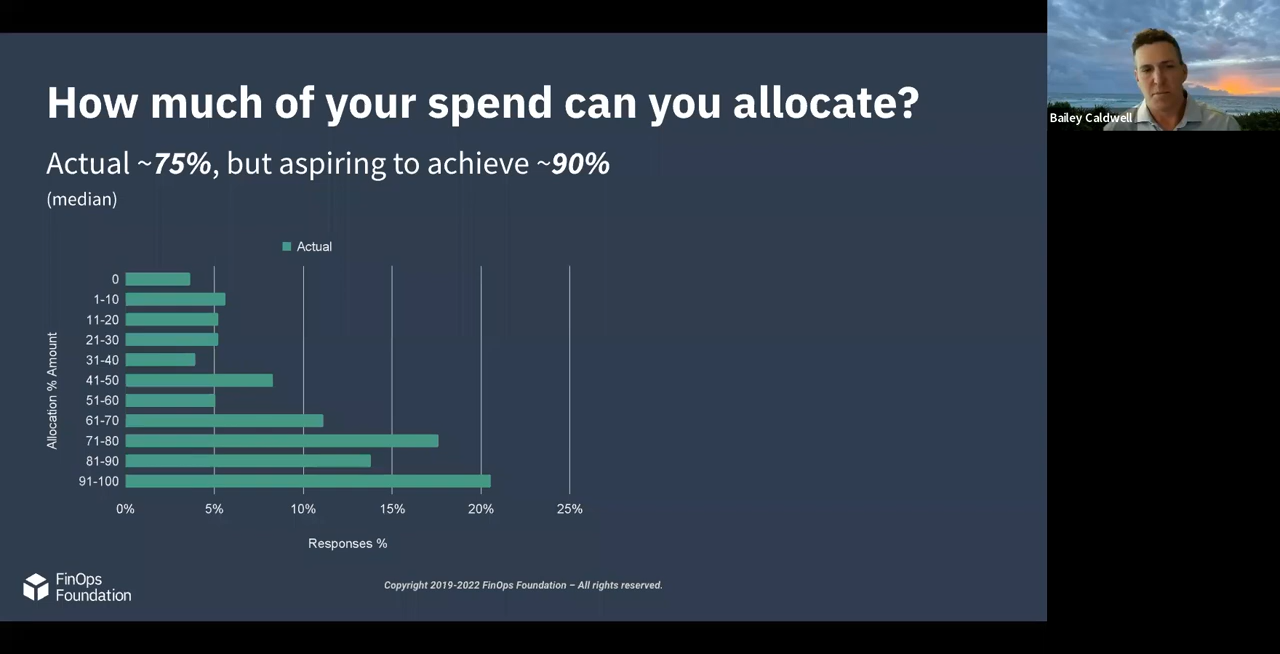 How much of your spend can you allocate?
Actual ~75%, but aspiring to achieve ~90%
(median)
Actual
Allocation % Amount
0
1-10
11-20
21-30
31-40
41-50
51-60
61-70
71-80
81-90
91-100
0% 5% 10% 15% 20% 25%
Responses %
FinOps
Foundation
Copyright 2019-2022 FinOps Foundation – All rights reserved.
Bailey Caldwell